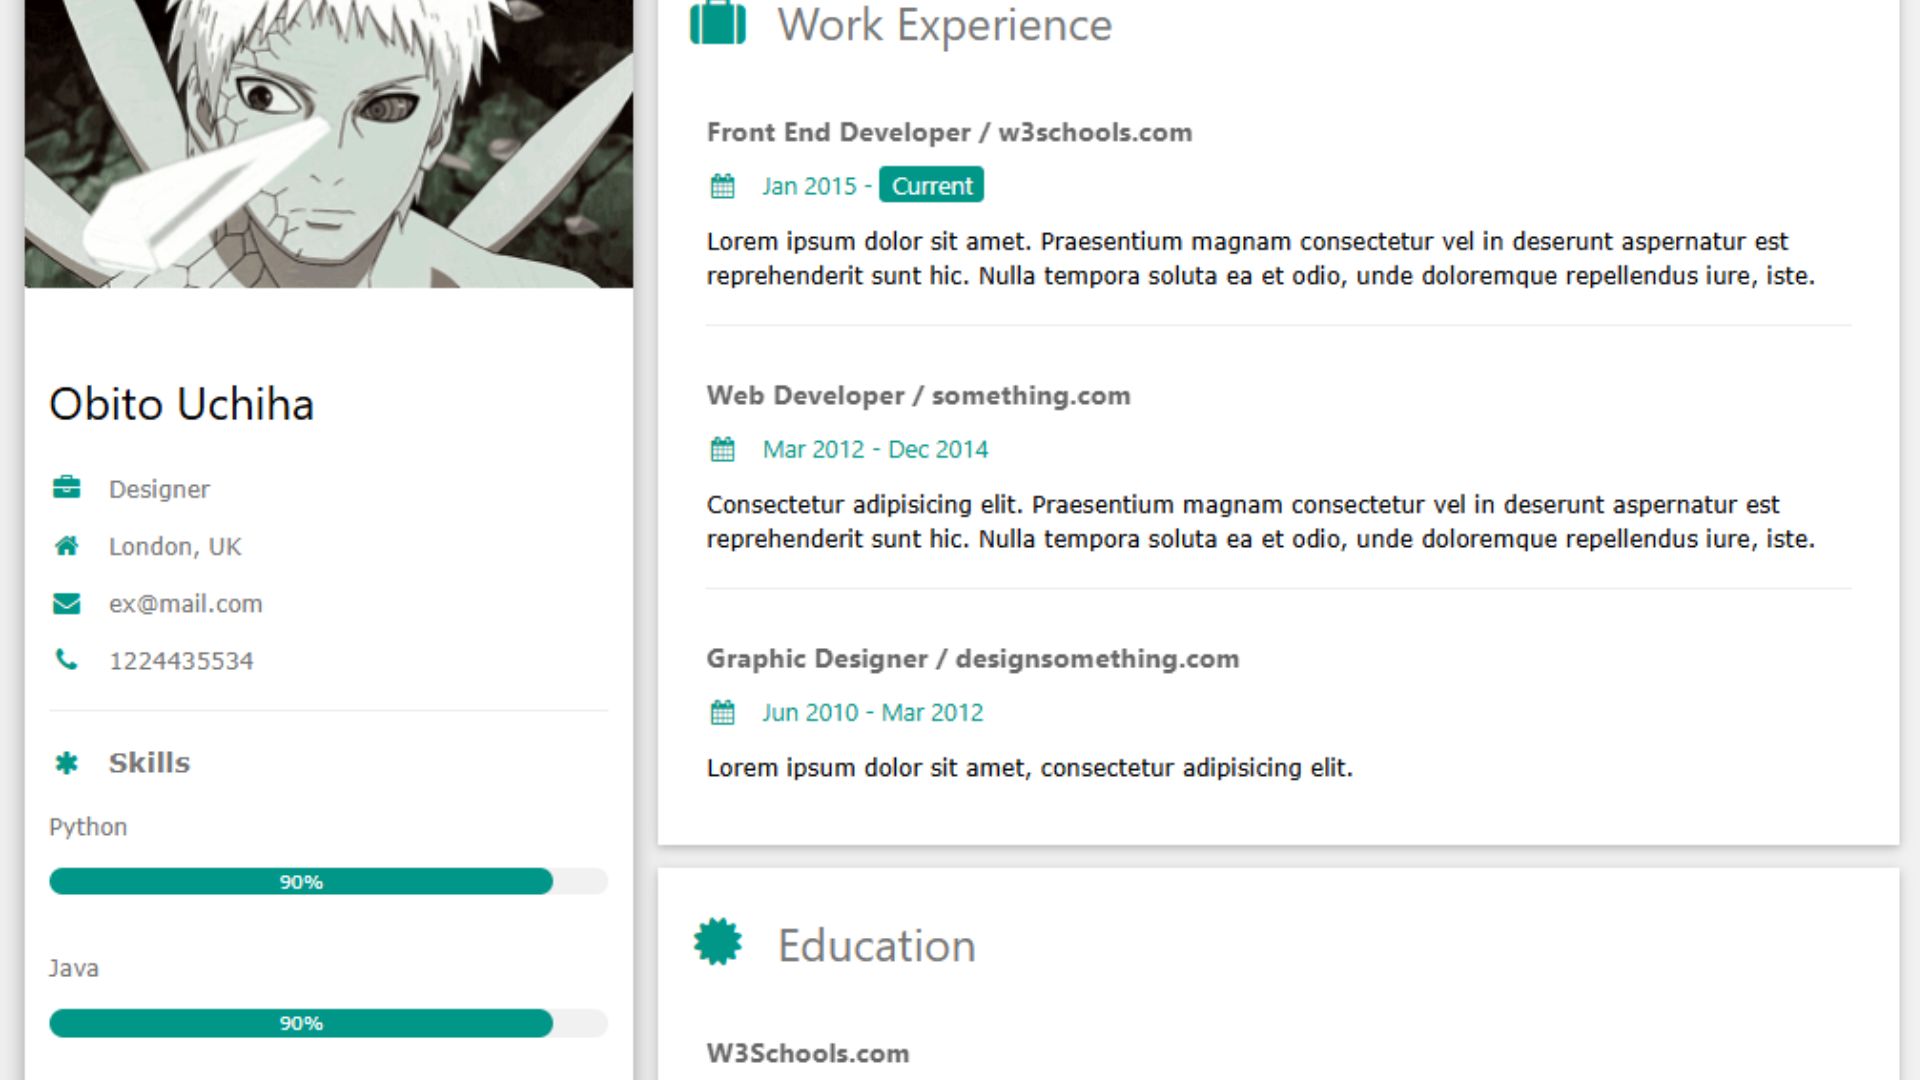 Obito Uchiha
Designer
London, UK
ex@mail.com
1224435534
Skills
Python
90%
Java
90%
Work Experience
Front End Developer / w3schools.com
Jan 2015 - Current
Lorem ipsum dolor sit amet. Praesentium magnam consectetur vel in deserunt aspernatur est
reprehenderit sunt hic. Nulla tempora soluta ea et odio, unde doloremque repellendus iure, iste.
Web Developer / something.com
Mar 2012 - Dec 2014
Consectetur adipisicing elit. Praesentium magnam consectetur vel in deserunt aspernatur est
reprehenderit sunt hic. Nulla tempora soluta ea et odio, unde doloremque repellendus iure, iste.
Graphic Designer / designsomething.com
Jun 2010 - Mar 2012
Lorem ipsum dolor sit amet, consectetur adipisicing elit.
Education
W3Schools.com